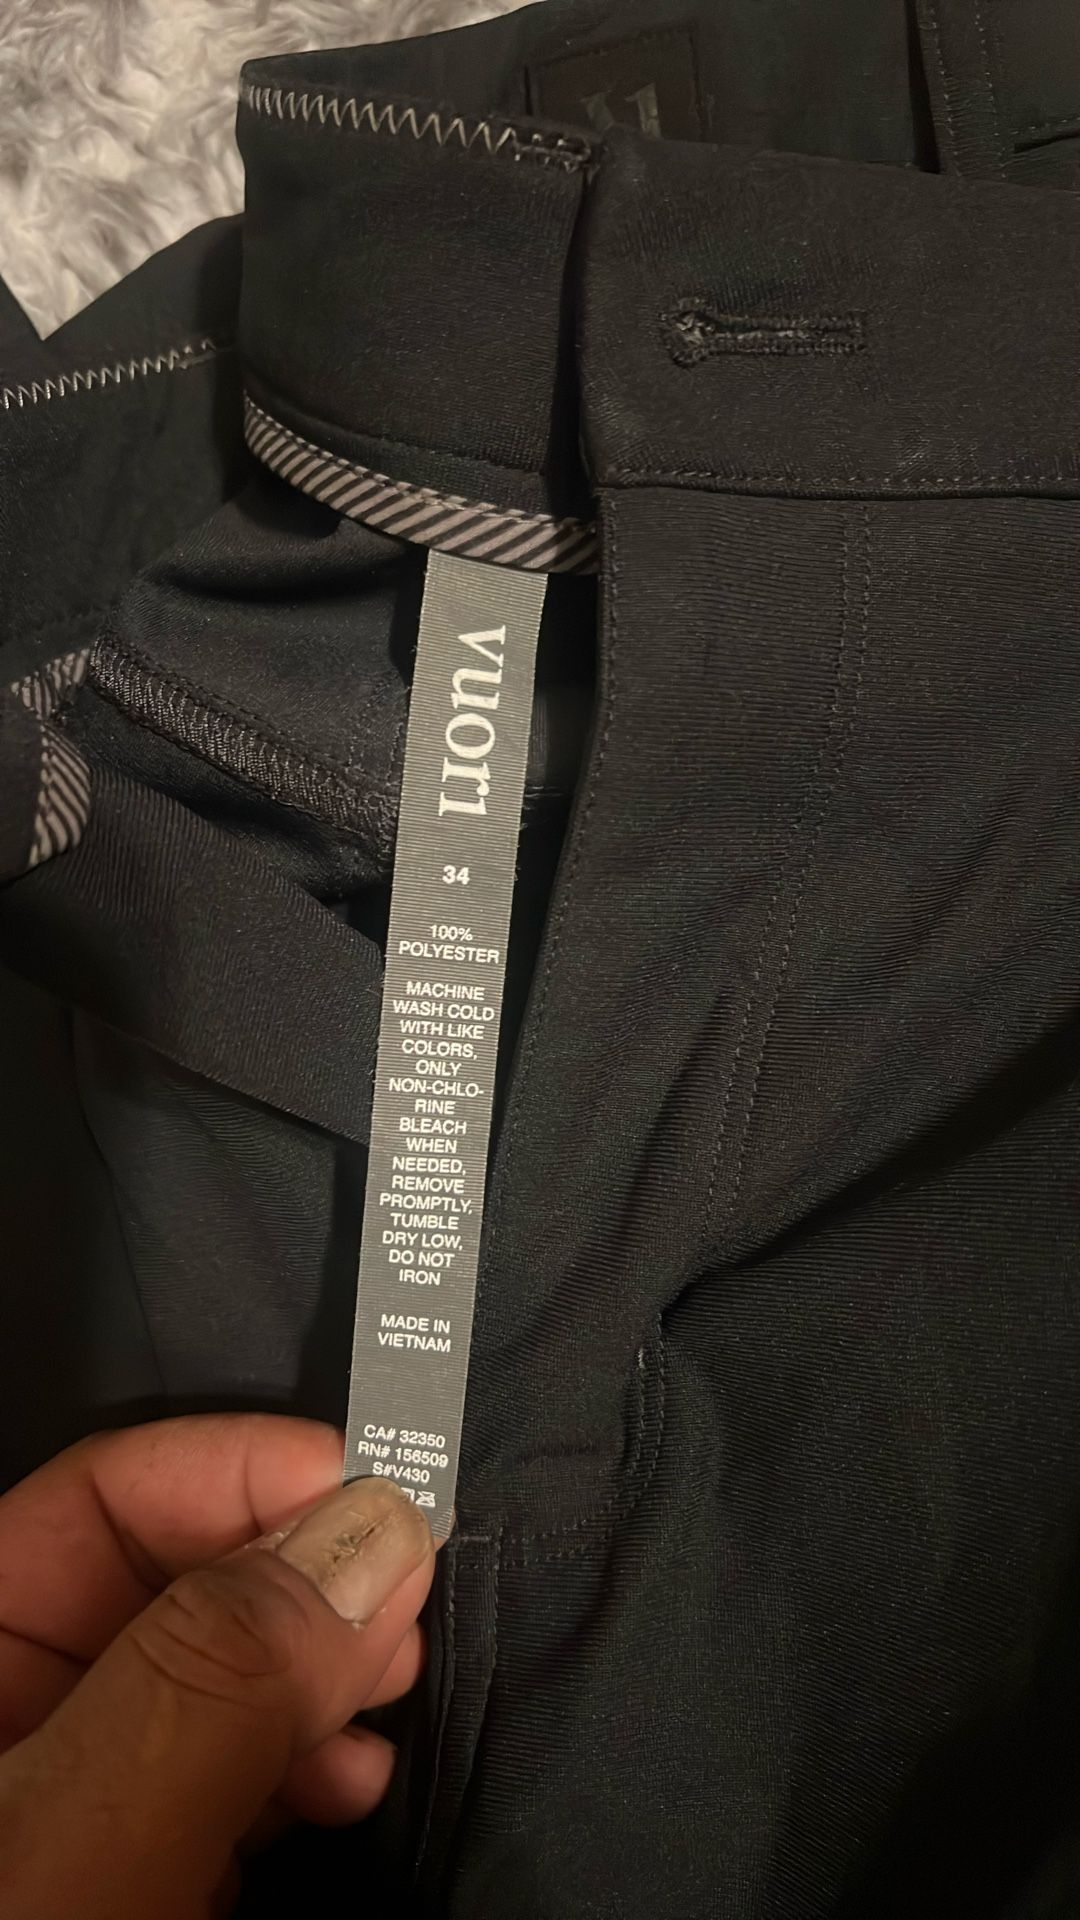 vuori
34
100%
POLYESTER
MACHINE
WASH COLD
WITH LIKE
COLORS,
ONLY
NON-CHLO-
RINE
BLEACH
WHEN
NEEDED,
REMOVE
PROMPTLY,
TUMBLE
DRY LOW,
DO NOT
IRON
MADE IN
VIETNAM
CA# 32350
RN# 156509
S#V430